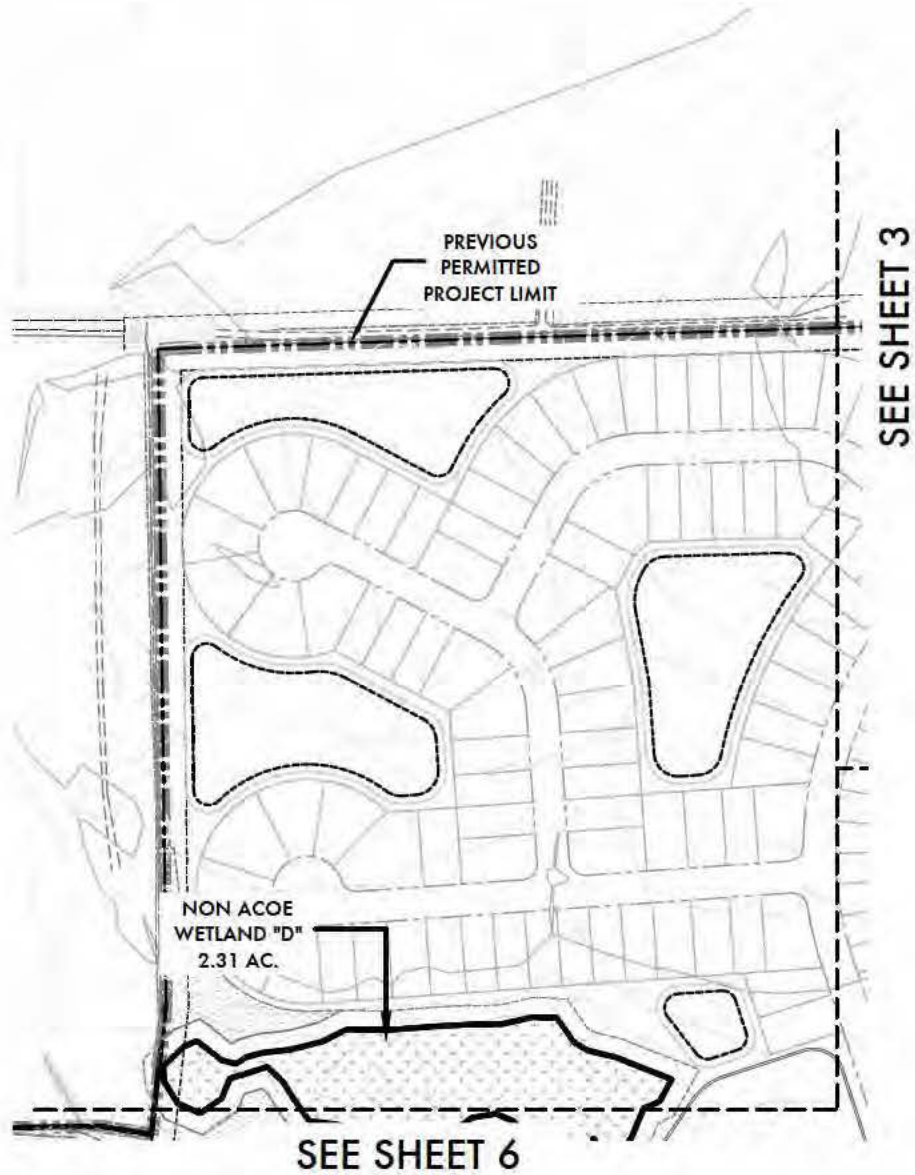 PREVIOUS
PERMITTED
PROJECT LIMIT
SEE SHEET 3
NON ACOE
WETLAND "D"
2.31 AC.
SEE SHEET 6